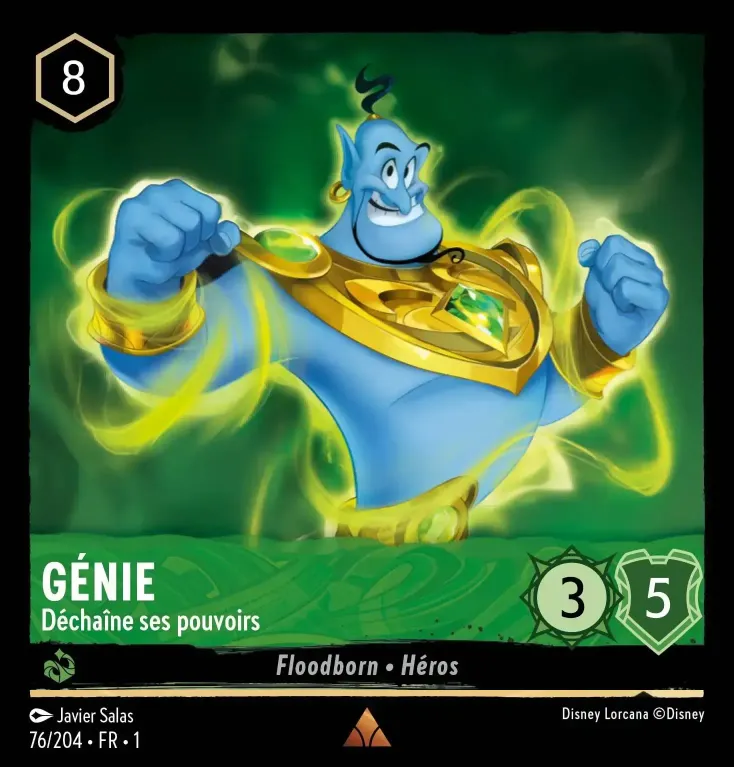 8
GÉNIE
Déchaîne ses pouvoirs
3
5
Floodborn • Héros
Javier Salas
Disney Lorcana ©Disney
76/204 • FR • 1